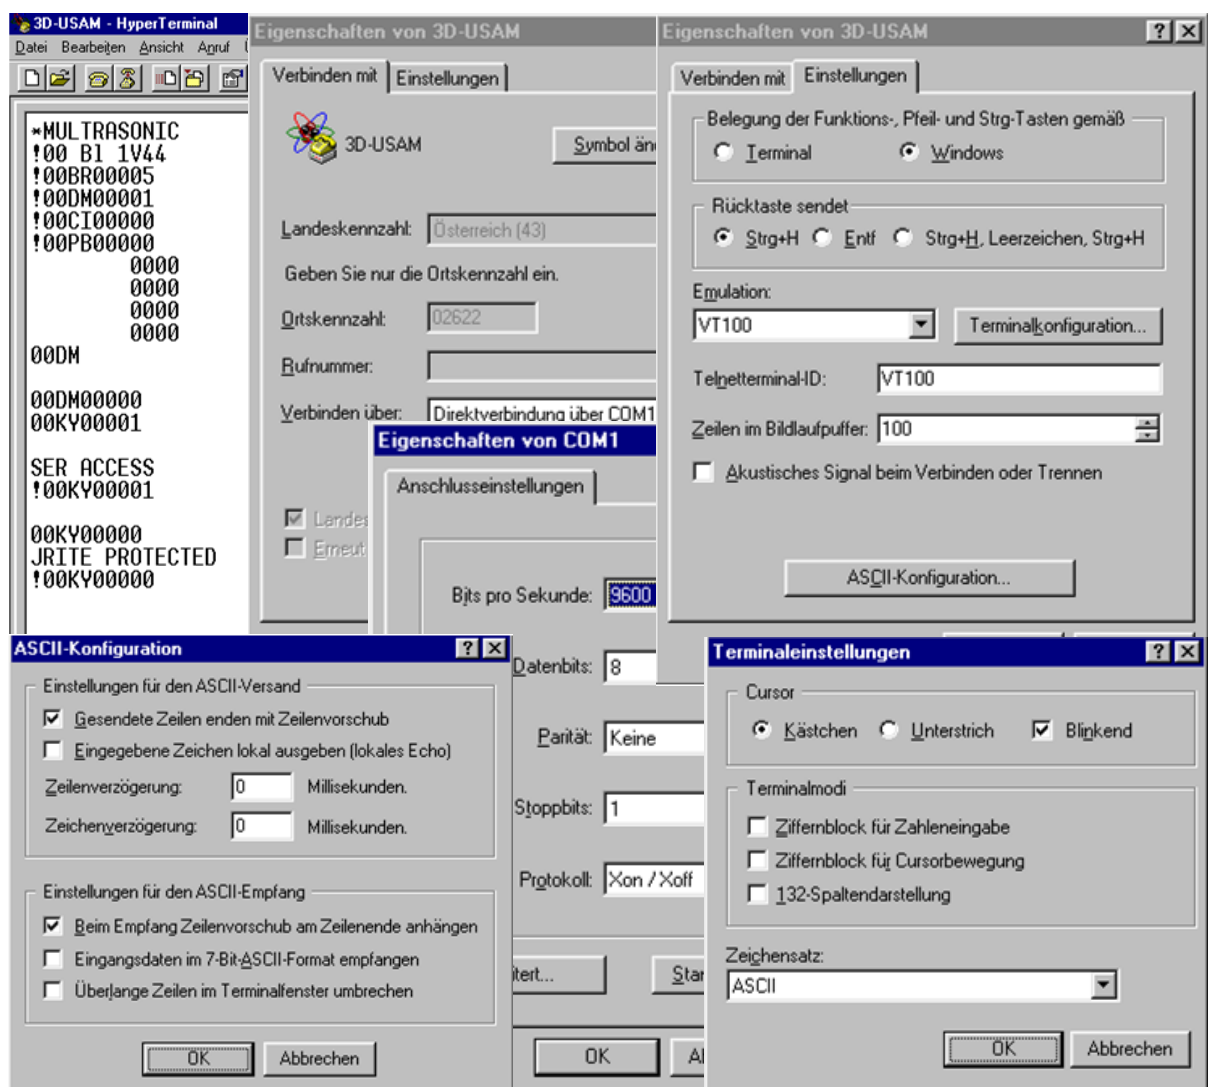 3D-USAM - HyperTerminal
Datei Bearbeiten Ansicht Anruf
*MULTRASONIC
!00 Bl 1V44
!00BR00005
!00DM00001
!00CI00000
!00PB00000
0000
0000
0000
0000
00DM
00DM00000
00KY00001
SER ACCESS
!00KY00001
00KY00000
JRITE PROTECTED
!00KY00000
Eigenschaften von 3D-USAM
Verbinden mit
Einstellungen
3D-USAM
Symbol än
Landeskennzahl: Österreich (43)
Geben Sie nur die Ortskennzahl ein.
Ortskennzahl: 02622
Rufnummer:
Verbinden über: Direktverbindung über COM1
Landes
Erneut
Eigenschaften von COM1
Anschlusseinstellungen
Bits pro Sekunde: 9600
Datenbits: 8
Parität: Keine
Stoppbits: 1
Protokoll: Xon / Xoff
itert...
Star
OK
Al
Eigenschaften von 3D-USAM
Verbinden mit
Einstellungen
Belegung der Funktions-, Pfeil- und Strg-Tasten gemäß
Terminal
Windows
Rücktaste sendet
Strg+H
Entf
Strg+H, Leerzeichen, Strg+H
Emulation:
VT100
Terminalkonfiguration...
Telnetterminal-ID: VT100
Zeilen im Bildlaufpuffer: 100
Akustisches Signal beim Verbinden oder Trennen
ASCII-Konfiguration...
ASCII-Konfiguration
Einstellungen für den ASCII-Versand
Gesendete Zeilen enden mit Zeilenvorschub
Eingegebene Zeichen lokal ausgeben (lokales Echo)
Zeilenverzögerung: 0 Millisekunden.
Zeichenverzögerung: 0 Millisekunden.
Einstellungen für den ASCII-Empfang
Beim Empfang Zeilenvorschub am Zeilenende anhängen
Eingangsdaten im 7-Bit-ASCII-Format empfangen
Überlange Zeilen im Terminalfenster umbrechen
OK
Abbrechen
Terminaleinstellungen
Cursor
Kästchen
Unterstrich
Blinkend
Terminalmodi
Ziffernblock für Zahleneingabe
Ziffernblock für Cursorbewegung
132-Spaltendarstellung
Zeichensatz:
ASCII
OK
Abbrechen